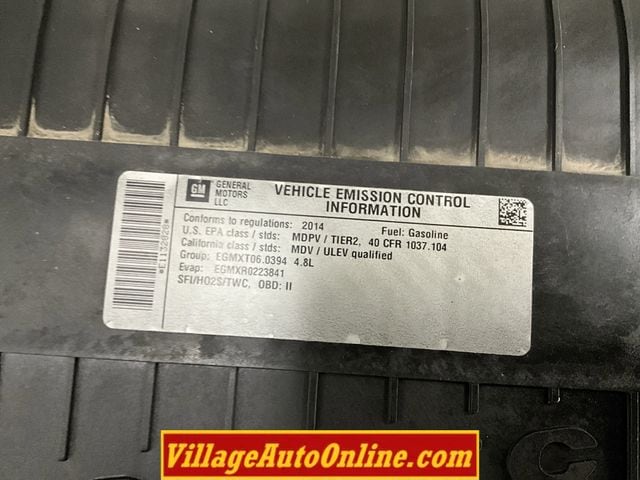 GM GENERAL MOTORS LLC
VEHICLE EMISSION CONTROL
INFORMATION
Conforms to regulations: 2014 Fuel: Gasoline
U.S. EPA class / stds: MDPV / TIER2, 40 CFR 1037.104
California class / stds: MDV / ULEV qualified
Group: EGMXT06.0394 4.8L
Evap: EGMXR0223841
SFI/HO2S/TWC, OBD: II
VillageAutoOnline.com